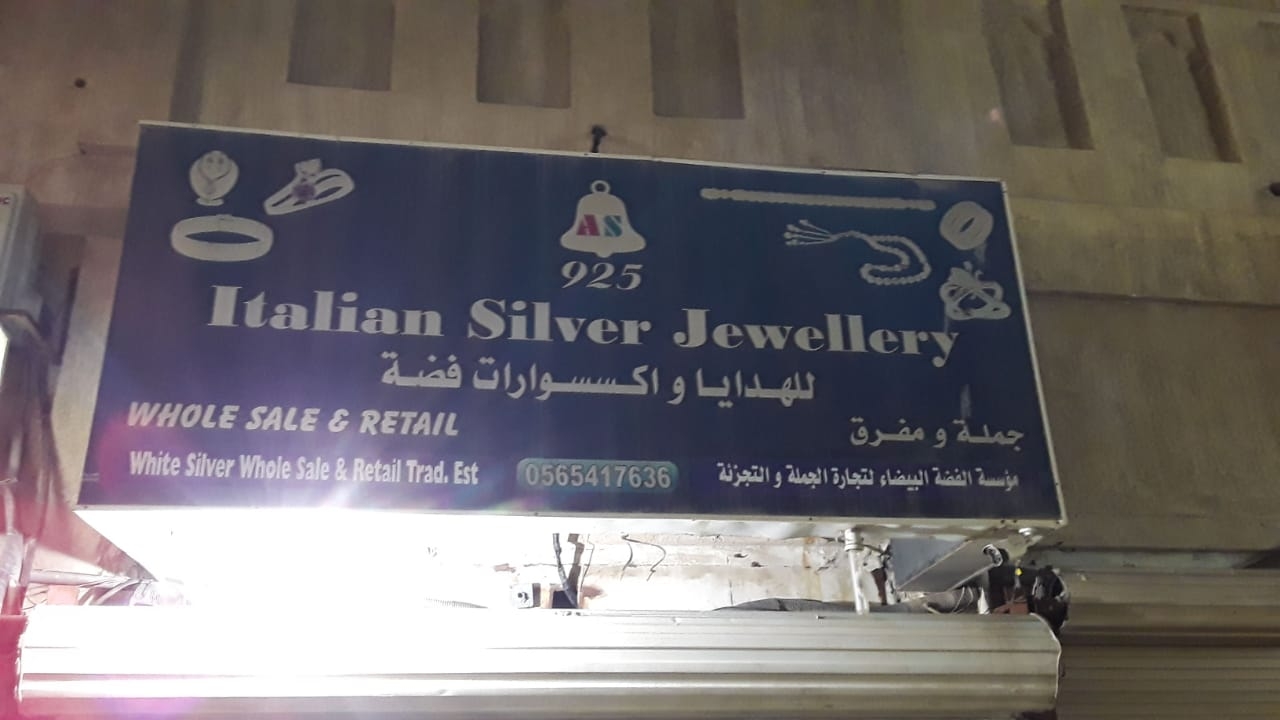 AS
925
Italian Silver Jewellery
للهدايا و اكسسوارات فضة
WHOLE SALE & RETAIL
جملة و مفرق
White Silver Whole Sale & Retail Trad. Est
0565417636
مؤسسة الفضة البيضاء لتجارة الجملة و التجزئة